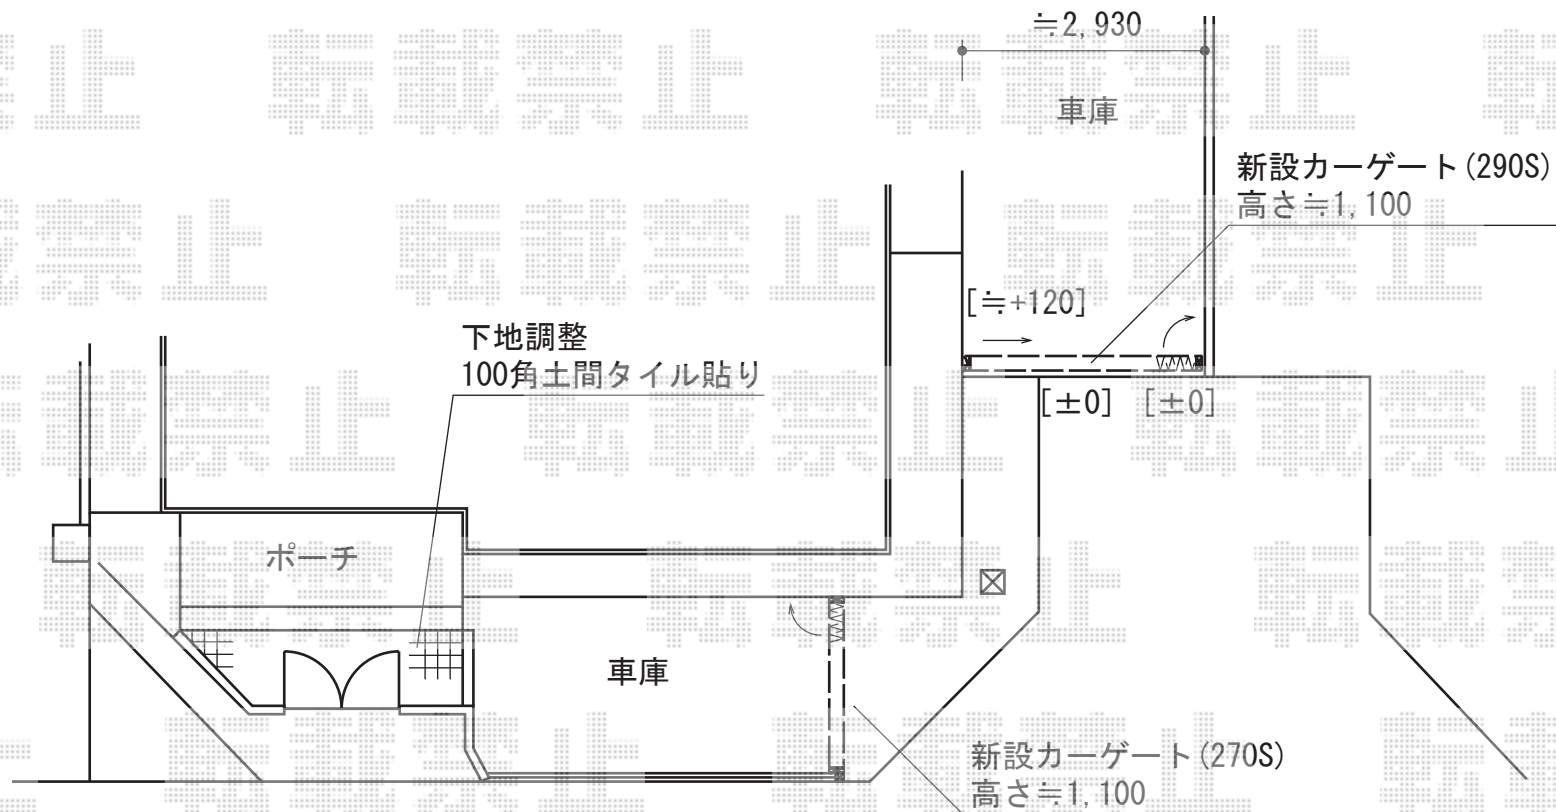 ≒2,930
車庫
新設カーゲート(290S)
高さ≒1,100
[≒+120]
下地調整
100角土間タイル貼り
[±0] [±0]
ポーチ
車庫
新設カーゲート(270S)
高さ≒1,100
転載禁止